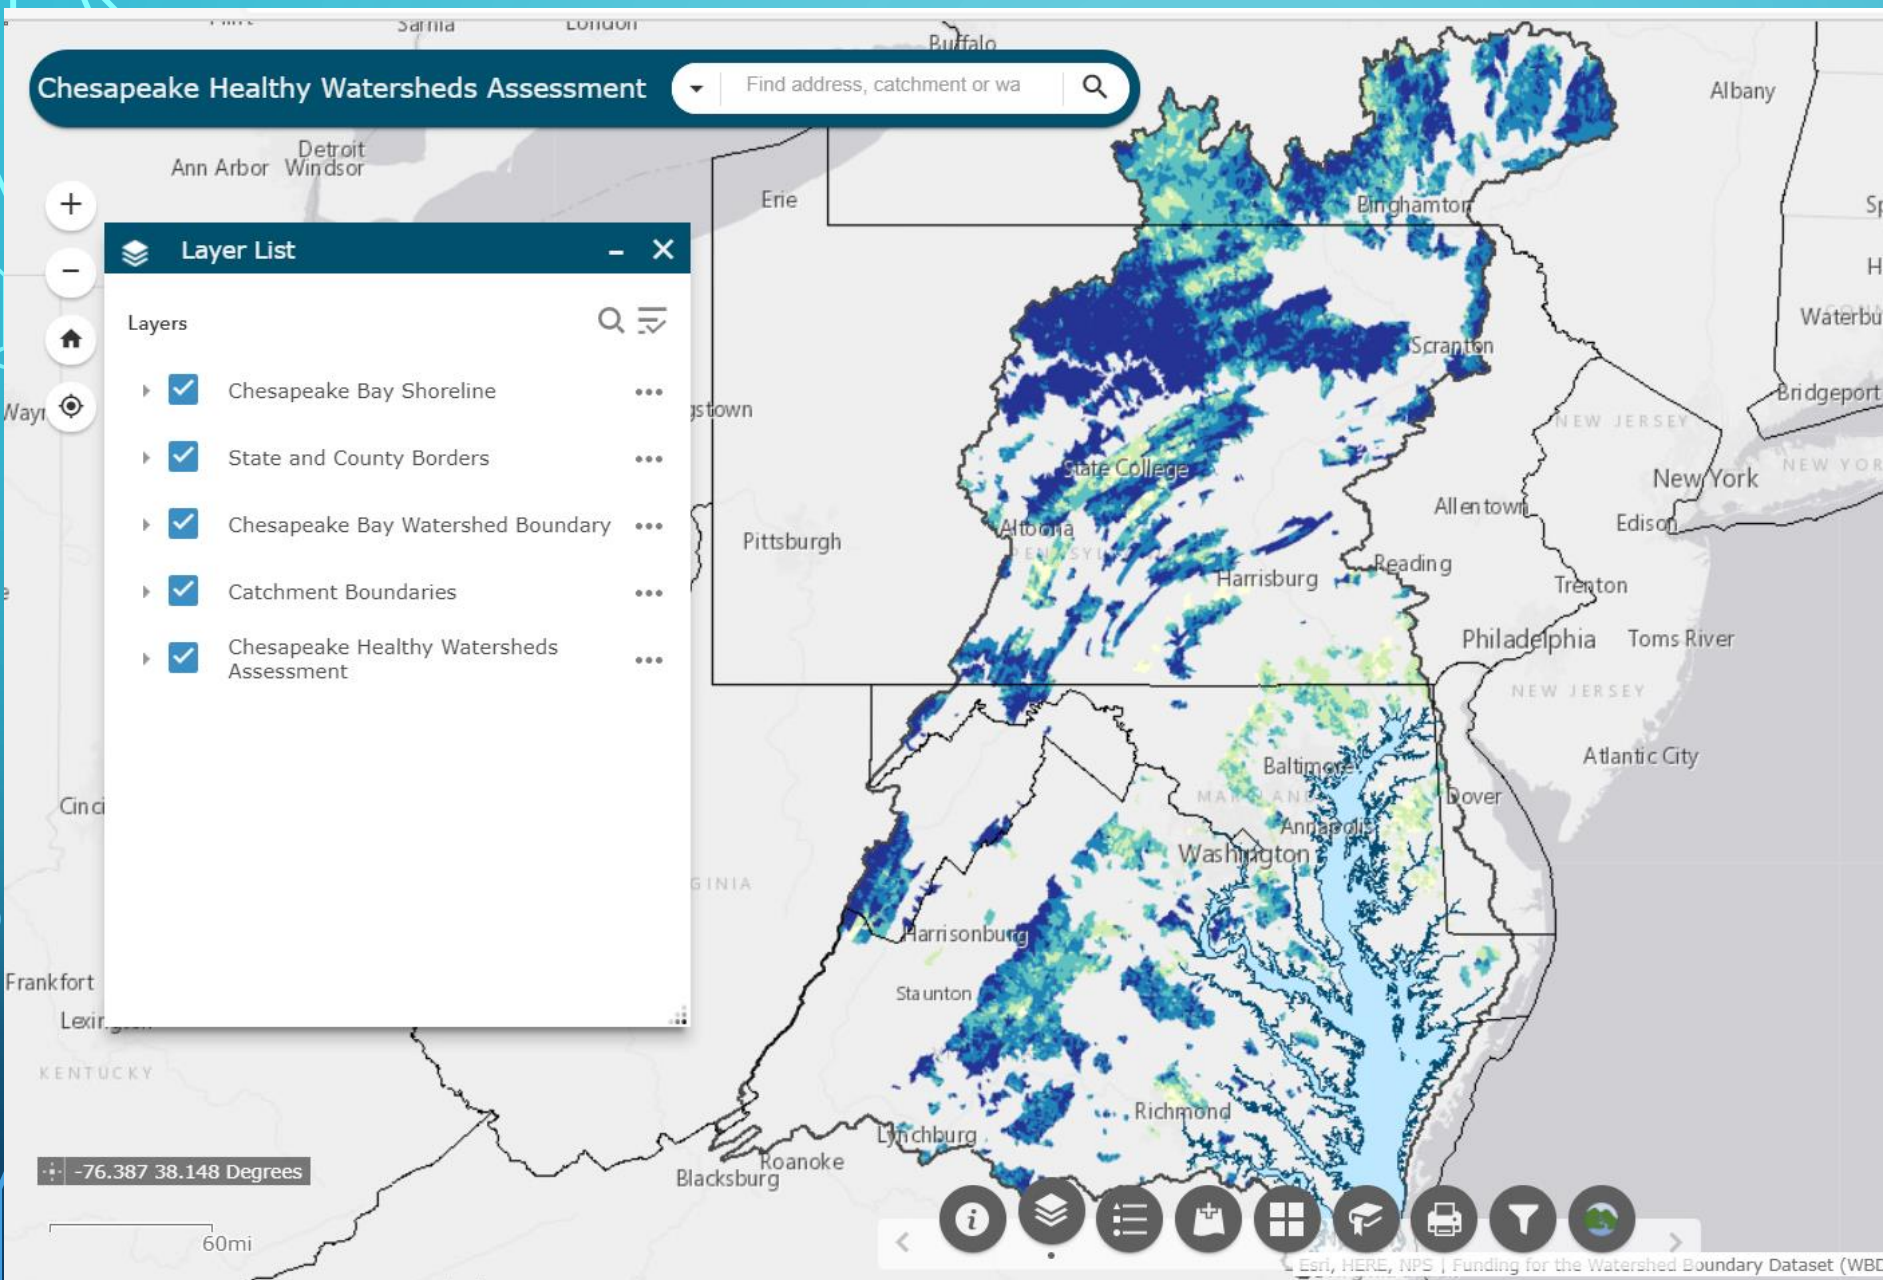 Sarnia
London
Buffalo
Chesapeake Healthy Watersheds Assessment
Find address, catchment or wa
Albany
Detroit
Ann Arbor
Windsor
Erie
Binghamton
Layer List
Layers
Chesapeake Bay Shoreline
State and County Borders
Chesapeake Bay Watershed Boundary
Catchment Boundaries
Chesapeake Healthy Watersheds
Assessment
Scranton
Waterbu
Bridgeport
NEW JERSEY
NEW YOR
New York
State College
Allentown
Edison
Altoona
Pittsburgh
Harrisburg
Reading
Trenton
Philadelphia
Toms River
NEW JERSEY
Atlantic City
Baltimore
MARYLAND
Dover
Annapolis
Washington
Cinci
GINIA
Harrisonburg
Frankfort
Staunton
KENTUCKY
Richmond
Lynchburg
Roanoke
Blacksburg
-76.387 38.148 Degrees
60mi
Esri, HERE, NPS | Funding for the Watershed Boundary Dataset (WBD